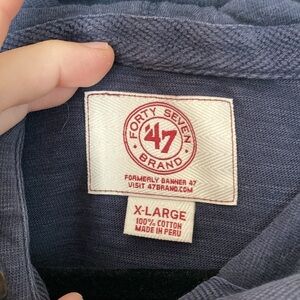 FORTY SEVEN
'47
BRAND
FORMERLY BANNER 47
VISIT 47BRAND.COM
X-LARGE
100% COTTON
MADE IN PERU